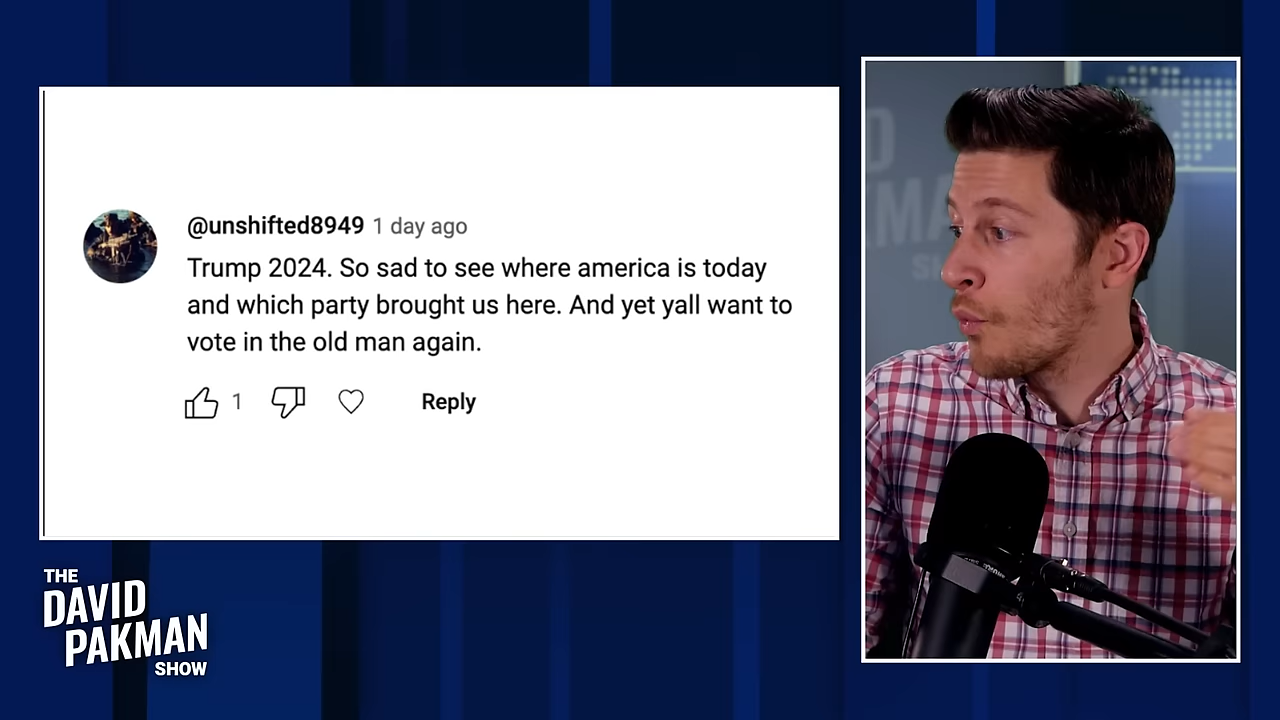 @unshifted8949 1 day ago
Trump 2024. So sad to see where america is today
and which party brought us here. And yet yall want to
vote in the old man again.
1 Reply
THE
DAVID
PAKMAN
SHOW